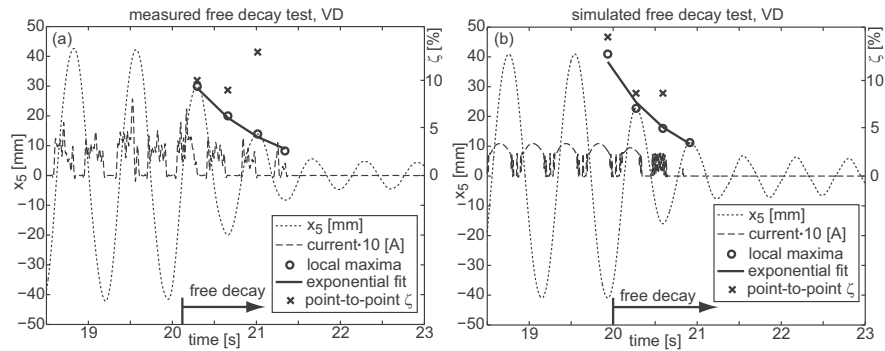 measured free decay test, VD
(a)
50
40
30
20
10
0
−10
−20
−30
−40
−50
x5 [mm]
10
5
0
ζ [%]
x5 [mm]
current·10 [A]
local maxima
exponential fit
point-to-point ζ
free decay
19 20 21 22 23
time [s]
simulated free decay test, VD
(b)
50
40
30
20
10
0
−10
−20
−30
−40
−50
x5 [mm]
10
5
0
ζ [%]
x5 [mm]
current·10 [A]
local maxima
exponential fit
point-to-point ζ
free decay
19 20 21 22 23
time [s]